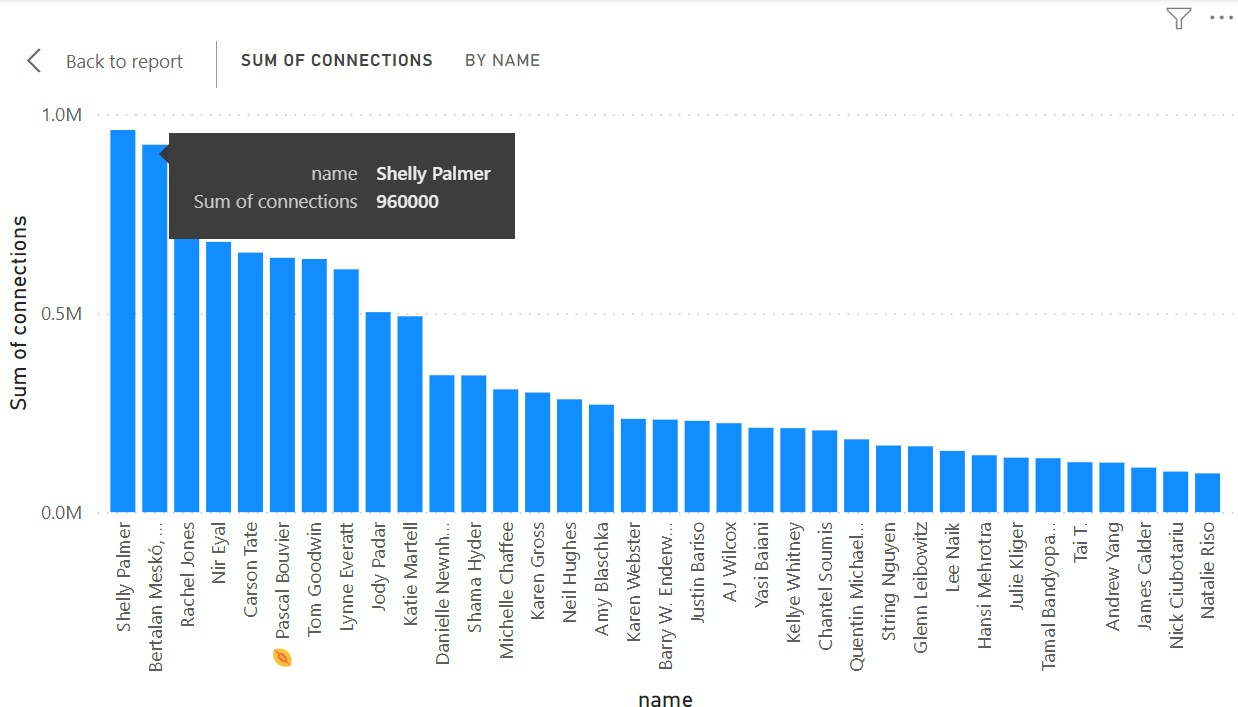 Back to report
SUM OF CONNECTIONS
BY NAME
1.0M
name Shelly Palmer
Sum of connections 960000
0.5M
0.0M
Sum of connections
Shelly Palmer
Bertalan Meskó, ...
Rachel Jones
Nir Eyal
Carson Tate
Pascal Bouvier
Tom Goodwin
Lynne Everatt
Jody Padar
Katie Martell
Danielle Newnh...
Shama Hyder
Michelle Chaffee
Karen Gross
Neil Hughes
Amy Blaschka
Karen Webster
Barry W. Enderw...
Justin Bariso
AJ Wilcox
Yasi Baiani
Kellye Whitney
Chantel Soumis
Quentin Michael...
String Nguyen
Glenn Leibowitz
Lee Naik
Hansi Mehrotra
Julie Kliger
Tamal Bandyopa...
Tai T.
Andrew Yang
James Calder
Nick Ciubotariu
Natalie Riso
name